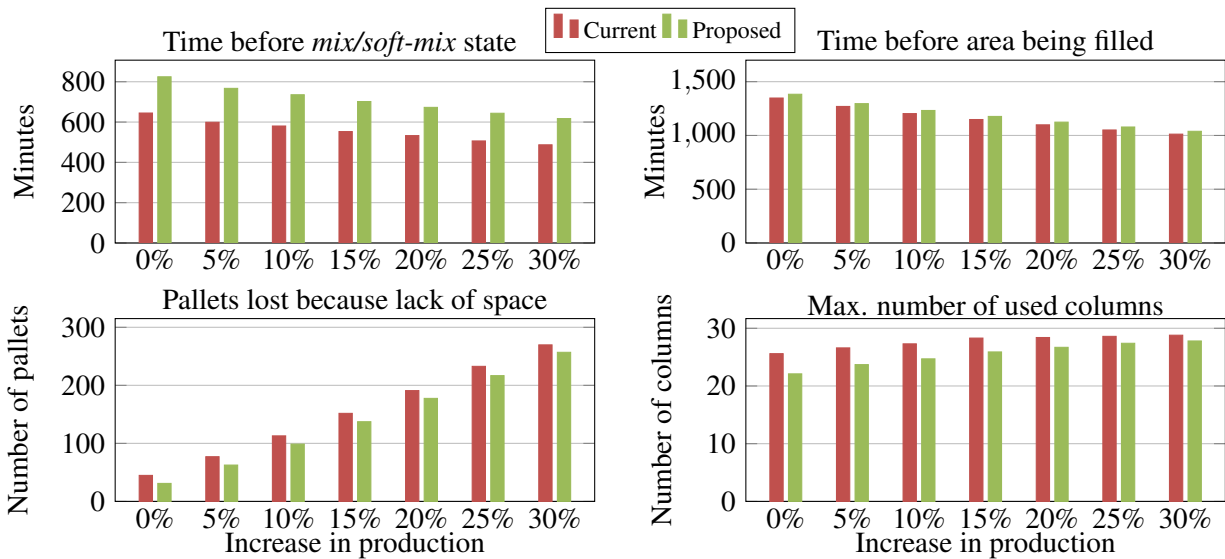 Current Proposed
Time before mix/soft-mix state
Minutes
800
600
400
200
0
0% 5% 10% 15% 20% 25% 30%
Time before area being filled
Minutes
1,500
1,000
500
0
0% 5% 10% 15% 20% 25% 30%
Pallets lost because lack of space
Number of pallets
300
200
100
0
0% 5% 10% 15% 20% 25% 30%
Increase in production
Max. number of used columns
Number of columns
30
20
10
0
0% 5% 10% 15% 20% 25% 30%
Increase in production